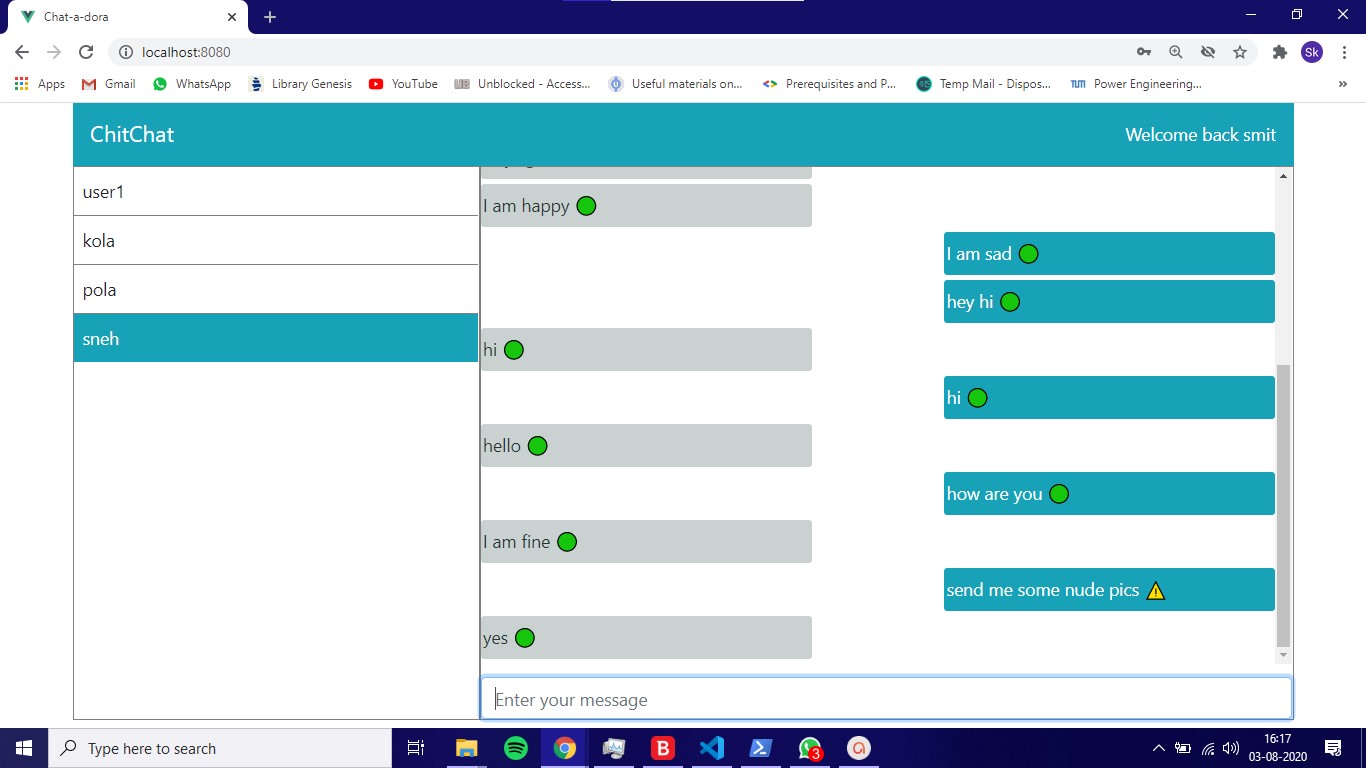 Chat-a-dora
localhost:8080
Sk
Apps
Gmail
WhatsApp
Library Genesis
YouTube
Unblocked - Access...
Useful materials on...
Prerequisites and P...
Temp Mail - Dispos...
Power Engineering...
ChitChat
Welcome back smit
user1
kola
pola
sneh
I am happy
I am sad
hey hi
hi
hi
hello
how are you
I am fine
send me some nude pics
yes
Enter your message
Type here to search
B
3
16:17
03-08-2020